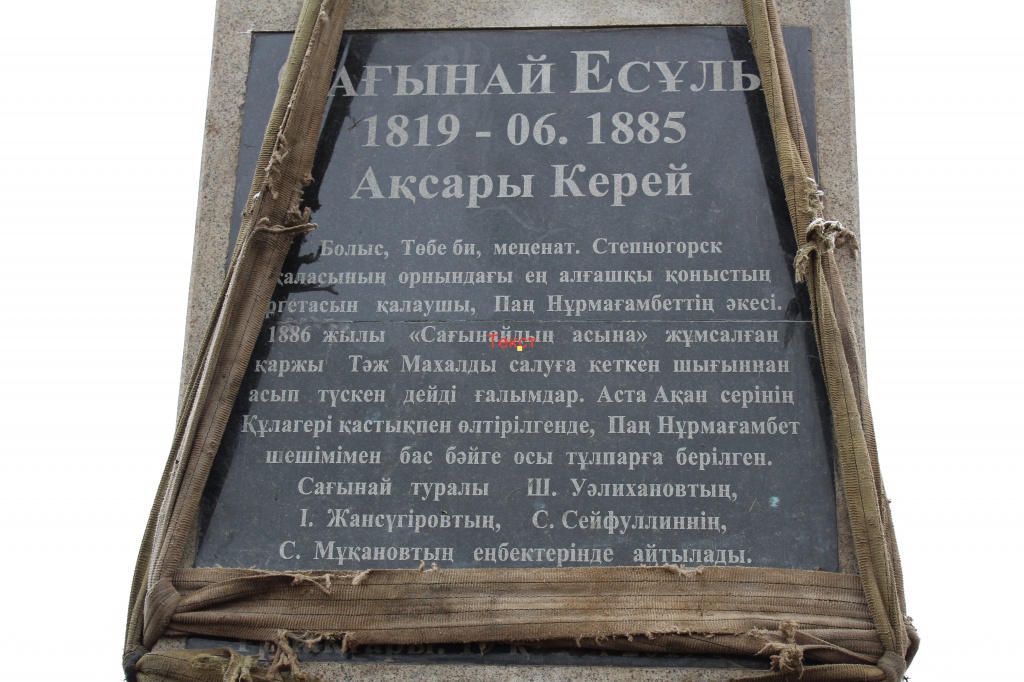 САҒЫНАЙ ЕСҰЛЫ
1819 - 06. 1885
Ақсары Керей
Болыс, Төбе би, меценат. Степногорск
қаласының орнындағы ең алғашқы қоныстың
іргетасын қалаушы, Паң Нұрмағамбеттің әкесі.
1886 жылы «Сағынайдың асына» жұмсалған
Текст
қаржы Тәж Махалды салуға кеткен шығыннан
асып түскен дейді ғалымдар. Аста Ақан серінің
Құлагері қастықпен өлтірілгенде, Паң Нұрмағамбет
шешімімен бас бәйге осы тұлпарға берілген.
Сағынай туралы Ш. Уәлихановтың,
І. Жансүгіровтың, С. Сейфуллиннің,
С. Мұқановтың еңбектерінде айтылады.